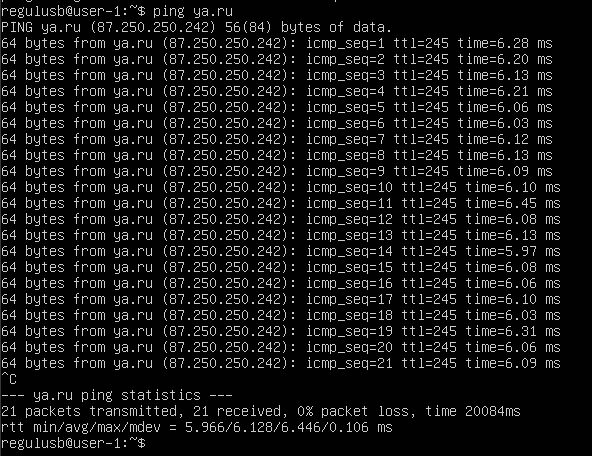 regulusb@user-1:~$ ping ya.ru
PING ya.ru (87.250.250.242) 56(84) bytes of data.
64 bytes from ya.ru (87.250.250.242): icmp_seq=1 ttl=245 time=6.28 ms
64 bytes from ya.ru (87.250.250.242): icmp_seq=2 ttl=245 time=6.20 ms
64 bytes from ya.ru (87.250.250.242): icmp_seq=3 ttl=245 time=6.13 ms
64 bytes from ya.ru (87.250.250.242): icmp_seq=4 ttl=245 time=6.21 ms
64 bytes from ya.ru (87.250.250.242): icmp_seq=5 ttl=245 time=6.06 ms
64 bytes from ya.ru (87.250.250.242): icmp_seq=6 ttl=245 time=6.03 ms
64 bytes from ya.ru (87.250.250.242): icmp_seq=7 ttl=245 time=6.12 ms
64 bytes from ya.ru (87.250.250.242): icmp_seq=8 ttl=245 time=6.13 ms
64 bytes from ya.ru (87.250.250.242): icmp_seq=9 ttl=245 time=6.09 ms
64 bytes from ya.ru (87.250.250.242): icmp_seq=10 ttl=245 time=6.10 ms
64 bytes from ya.ru (87.250.250.242): icmp_seq=11 ttl=245 time=6.45 ms
64 bytes from ya.ru (87.250.250.242): icmp_seq=12 ttl=245 time=6.08 ms
64 bytes from ya.ru (87.250.250.242): icmp_seq=13 ttl=245 time=6.13 ms
64 bytes from ya.ru (87.250.250.242): icmp_seq=14 ttl=245 time=5.97 ms
64 bytes from ya.ru (87.250.250.242): icmp_seq=15 ttl=245 time=6.08 ms
64 bytes from ya.ru (87.250.250.242): icmp_seq=16 ttl=245 time=6.06 ms
64 bytes from ya.ru (87.250.250.242): icmp_seq=17 ttl=245 time=6.10 ms
64 bytes from ya.ru (87.250.250.242): icmp_seq=18 ttl=245 time=6.03 ms
64 bytes from ya.ru (87.250.250.242): icmp_seq=19 ttl=245 time=6.31 ms
64 bytes from ya.ru (87.250.250.242): icmp_seq=20 ttl=245 time=6.06 ms
64 bytes from ya.ru (87.250.250.242): icmp_seq=21 ttl=245 time=6.09 ms
^C
--- ya.ru ping statistics ---
21 packets transmitted, 21 received, 0% packet loss, time 20084ms
rtt min/avg/max/mdev = 5.966/6.128/6.446/0.106 ms
regulusb@user-1:~$